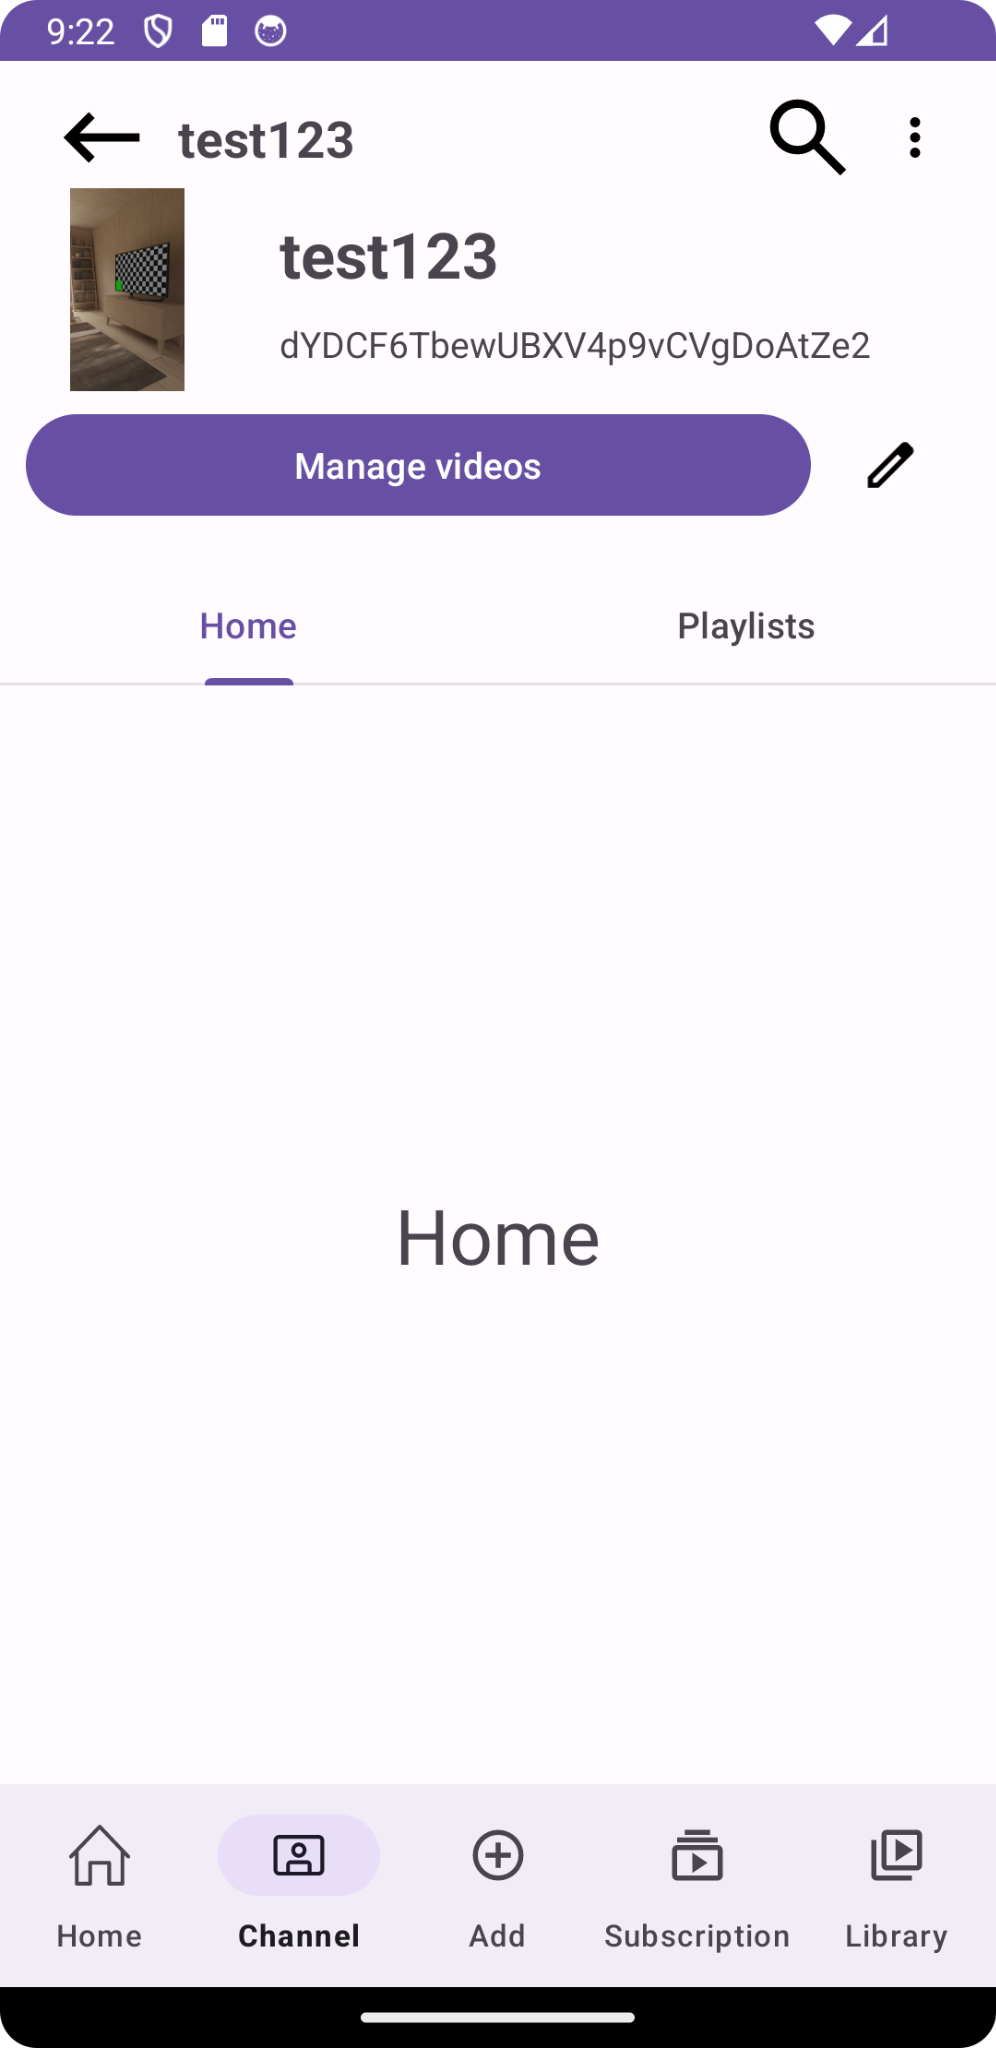 9:22
test123
test123
dYDCF6TbewUBXV4p9vCVgDoAtZe2
Manage videos
Home Playlists
Home
Home Channel Add Subscription Library